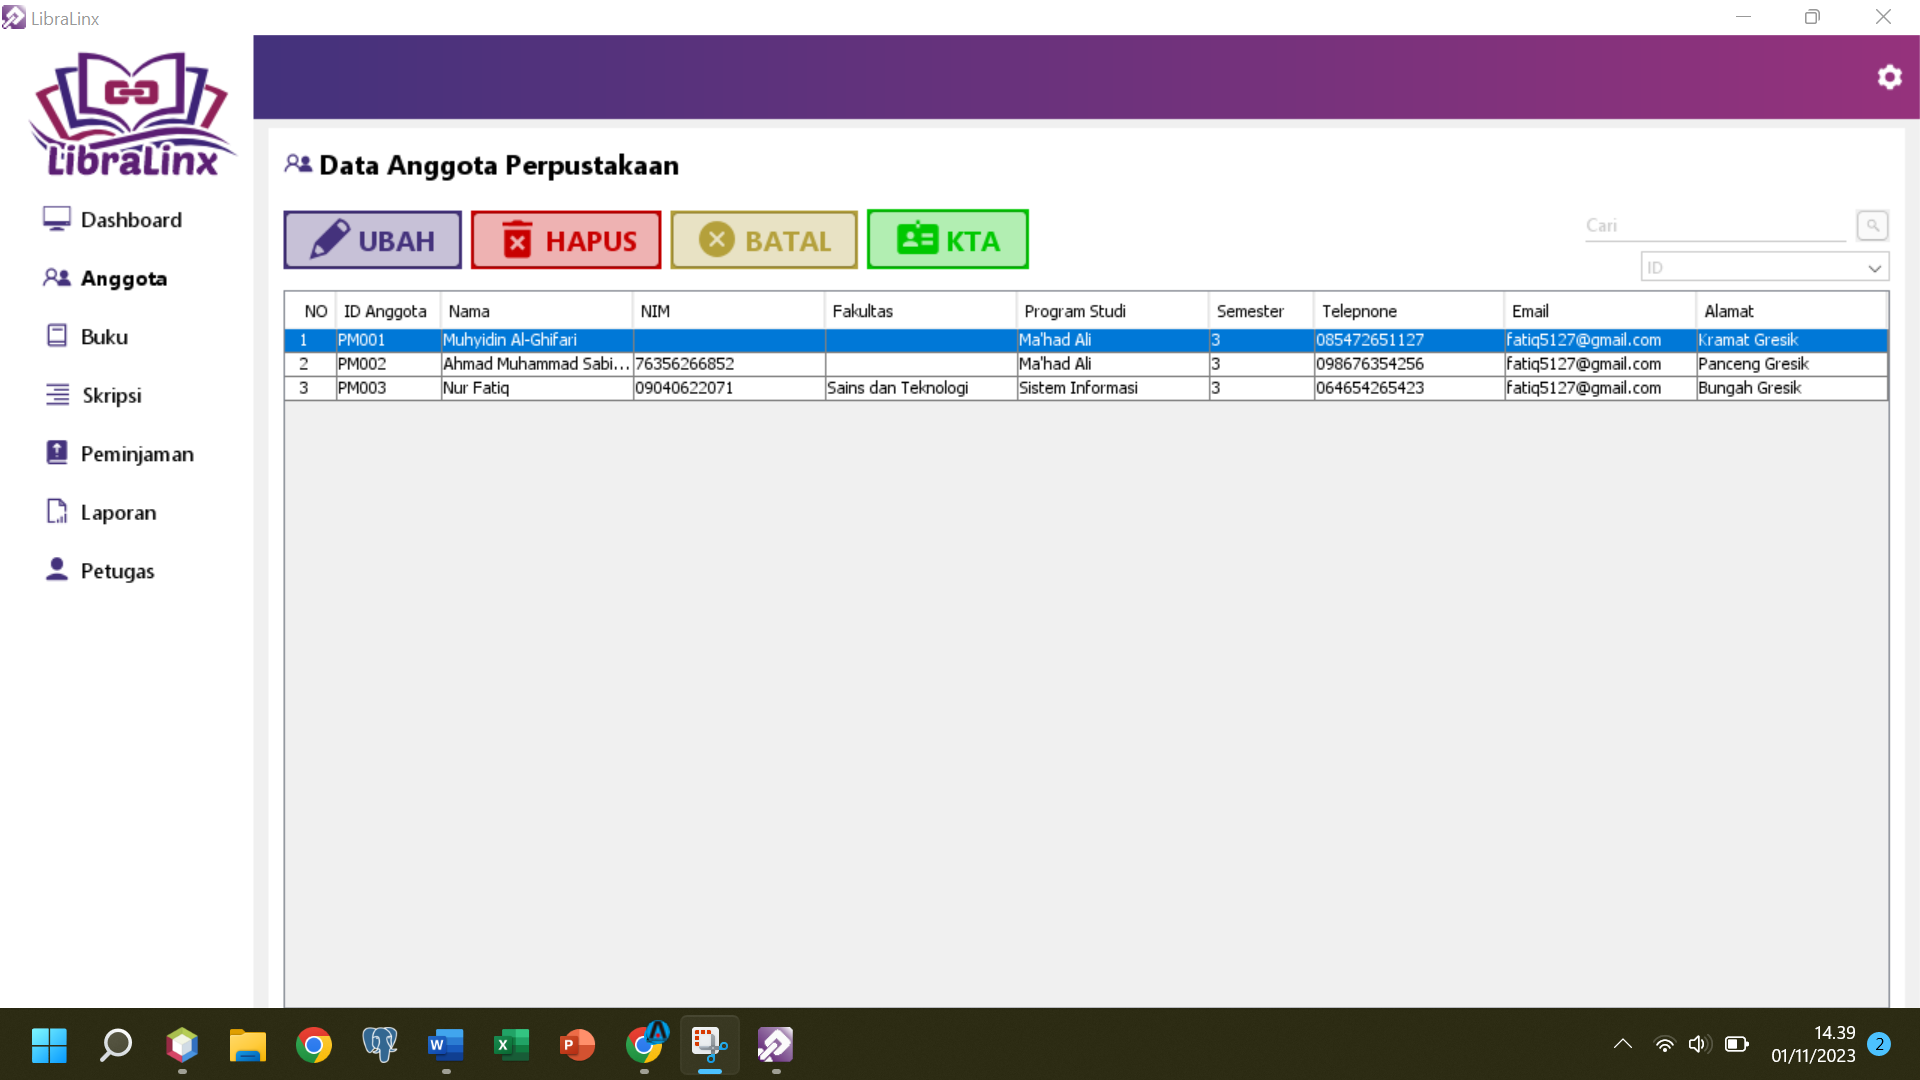 LibraLinx
LibraLinx
Dashboard
Anggota
Buku
Skripsi
Peminjaman
Laporan
Petugas
Data Anggota Perpustakaan
UBAH HAPUS BATAL KTA
Cari
ID
NO ID Anggota Nama NIM Fakultas Program Studi Semester Telepnone Email Alamat
1 PM001 Muhyidin Al-Ghifari Ma'had Ali 3 085472651127 fatiq5127@gmail.com Kramat Gresik
2 PM002 Ahmad Muhammad Sabi... 76356266852 Ma'had Ali 3 098676354256 fatiq5127@gmail.com Panceng Gresik
3 PM003 Nur Fatiq 09040622071 Sains dan Teknologi Sistem Informasi 3 064654265423 fatiq5127@gmail.com Bungah Gresik
W X P A
14.39
01/11/2023
2